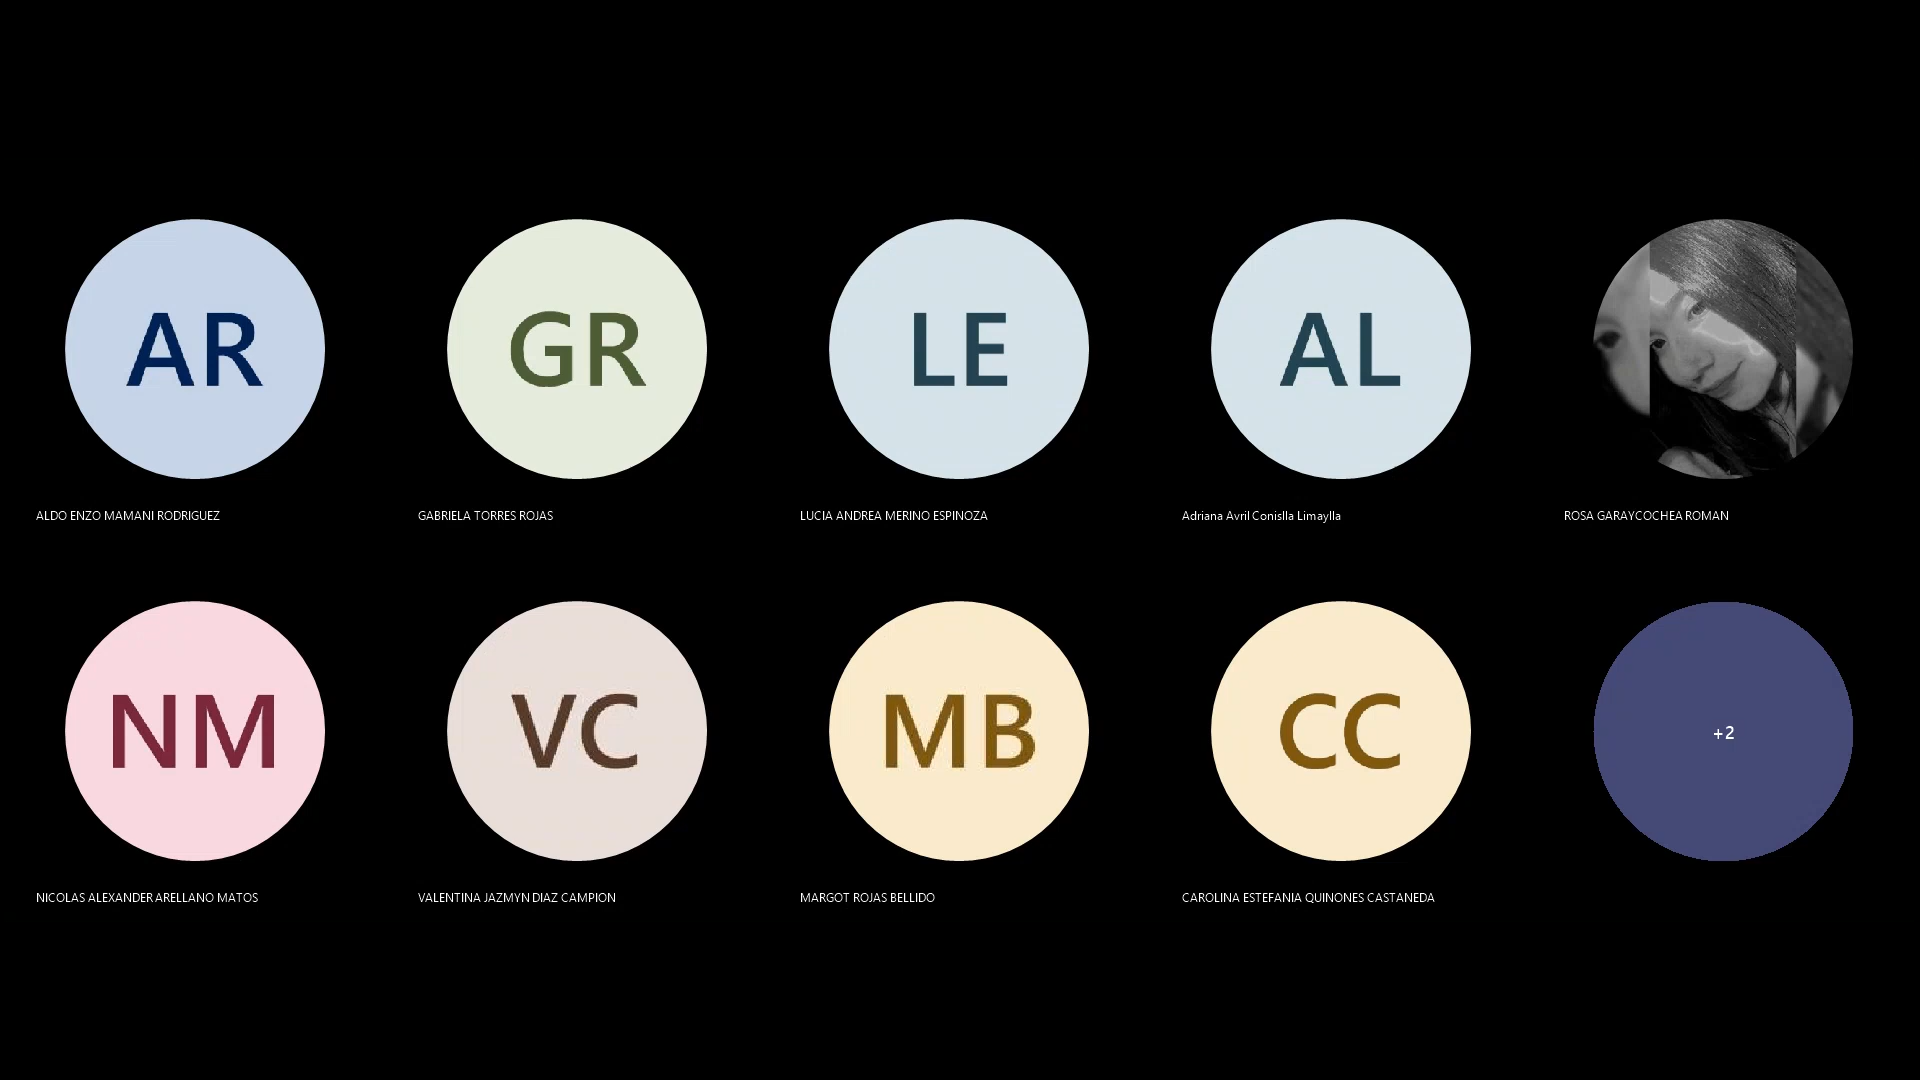 AR
GR
LE
AL
ALDO ENZO MAMANI RODRIGUEZ
GABRIELA TORRES ROJAS
LUCIA ANDREA MERINO ESPINOZA
Adriana Avril Conislla Limaylla
ROSA GARAYCOCHEA ROMAN
NM
VC
MB
CC
+2
NICOLAS ALEXANDER ARELLANO MATOS
VALENTINA JAZMYN DIAZ CAMPION
MARGOT ROJAS BELLIDO
CAROLINA ESTEFANIA QUINONES CASTANEDA